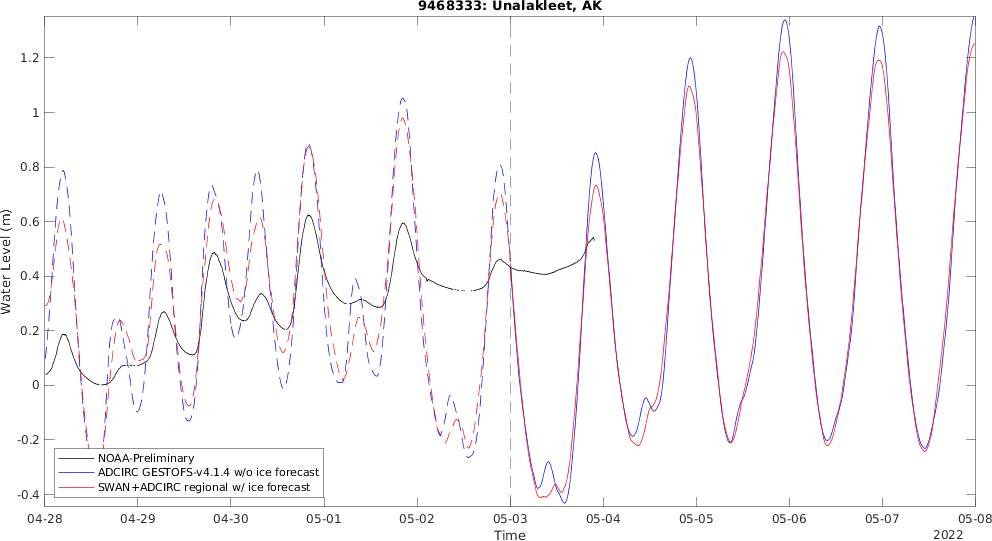 9468333: Unalakleet, AK
Water Level (m)
1.2
1
0.8
0.6
0.4
0.2
0
-0.2
-0.4
NOAA-Preliminary
ADCIRC GESTOFS-v4.1.4 w/o ice forecast
SWAN+ADCIRC regional w/ ice forecast
04-28 04-29 04-30 05-01 05-02 05-03 05-04 05-05 05-06 05-07 05-08
Time
2022